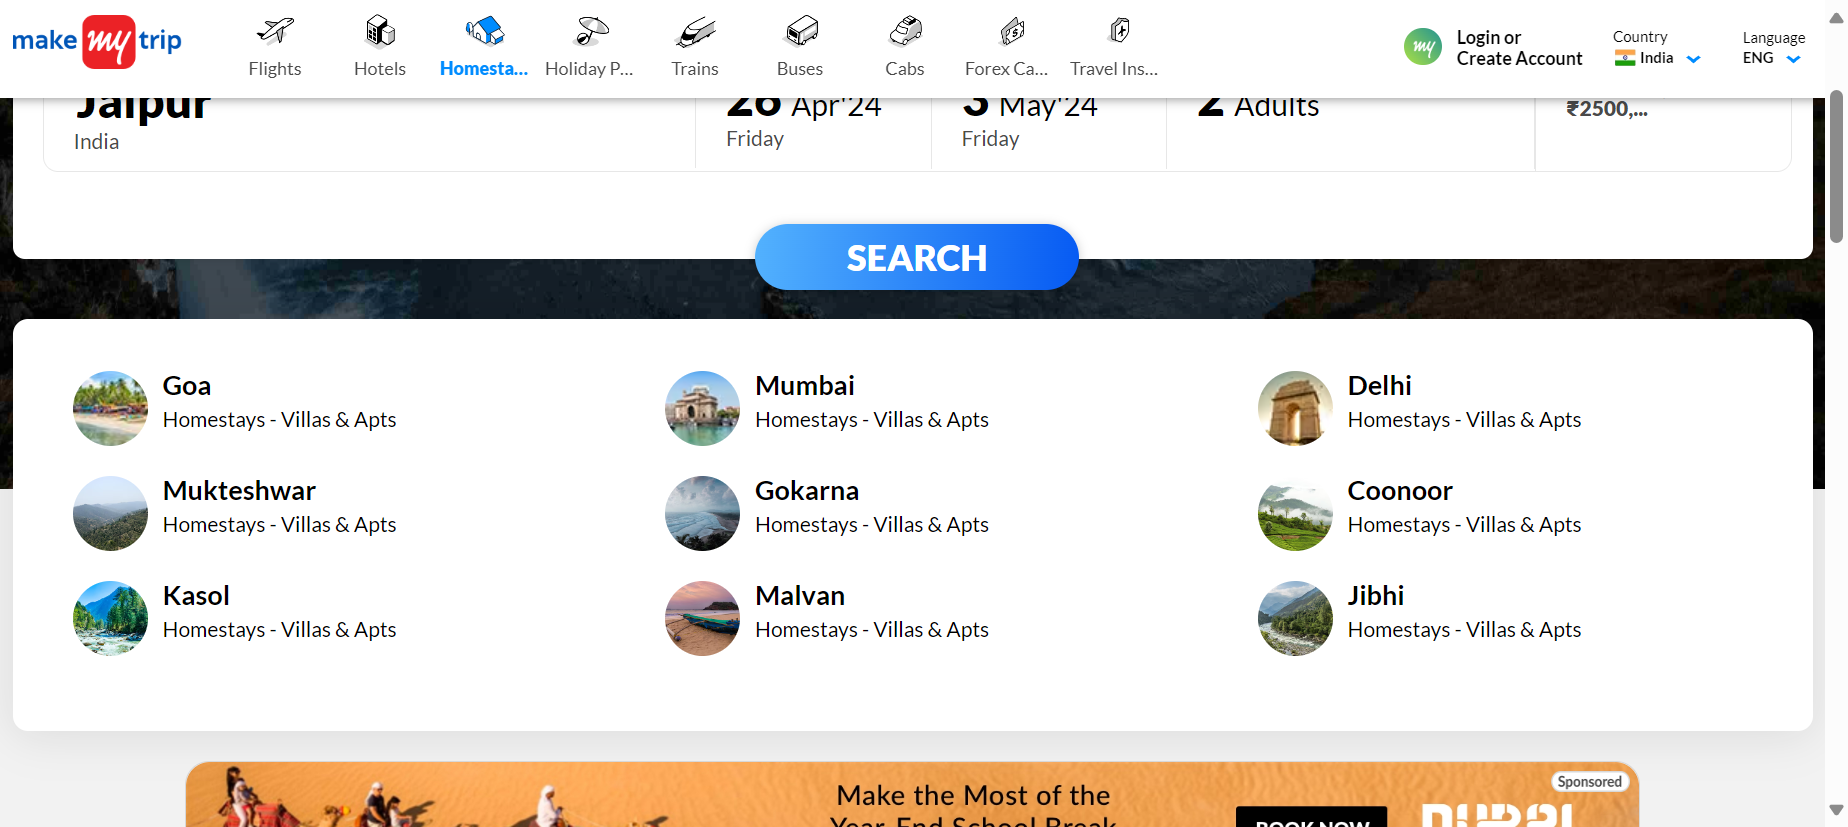 make my trip
Flights
Hotels
Homesta...
Holiday P...
Trains
Buses
Cabs
Forex Ca...
Travel Ins...
my
Login or
Create Account
Country
India
Language
ENG
Jaipur
India
26 Apr'24
Friday
3 May'24
Friday
2 Adults
₹2500,...
SEARCH
Goa
Homestays - Villas & Apts
Mumbai
Homestays - Villas & Apts
Delhi
Homestays - Villas & Apts
Mukteshwar
Homestays - Villas & Apts
Gokarna
Homestays - Villas & Apts
Coonoor
Homestays - Villas & Apts
Kasol
Homestays - Villas & Apts
Malvan
Homestays - Villas & Apts
Jibhi
Homestays - Villas & Apts
Sponsored
Make the Most of the
Year-End School Break
BOOK NOW
DUBAI